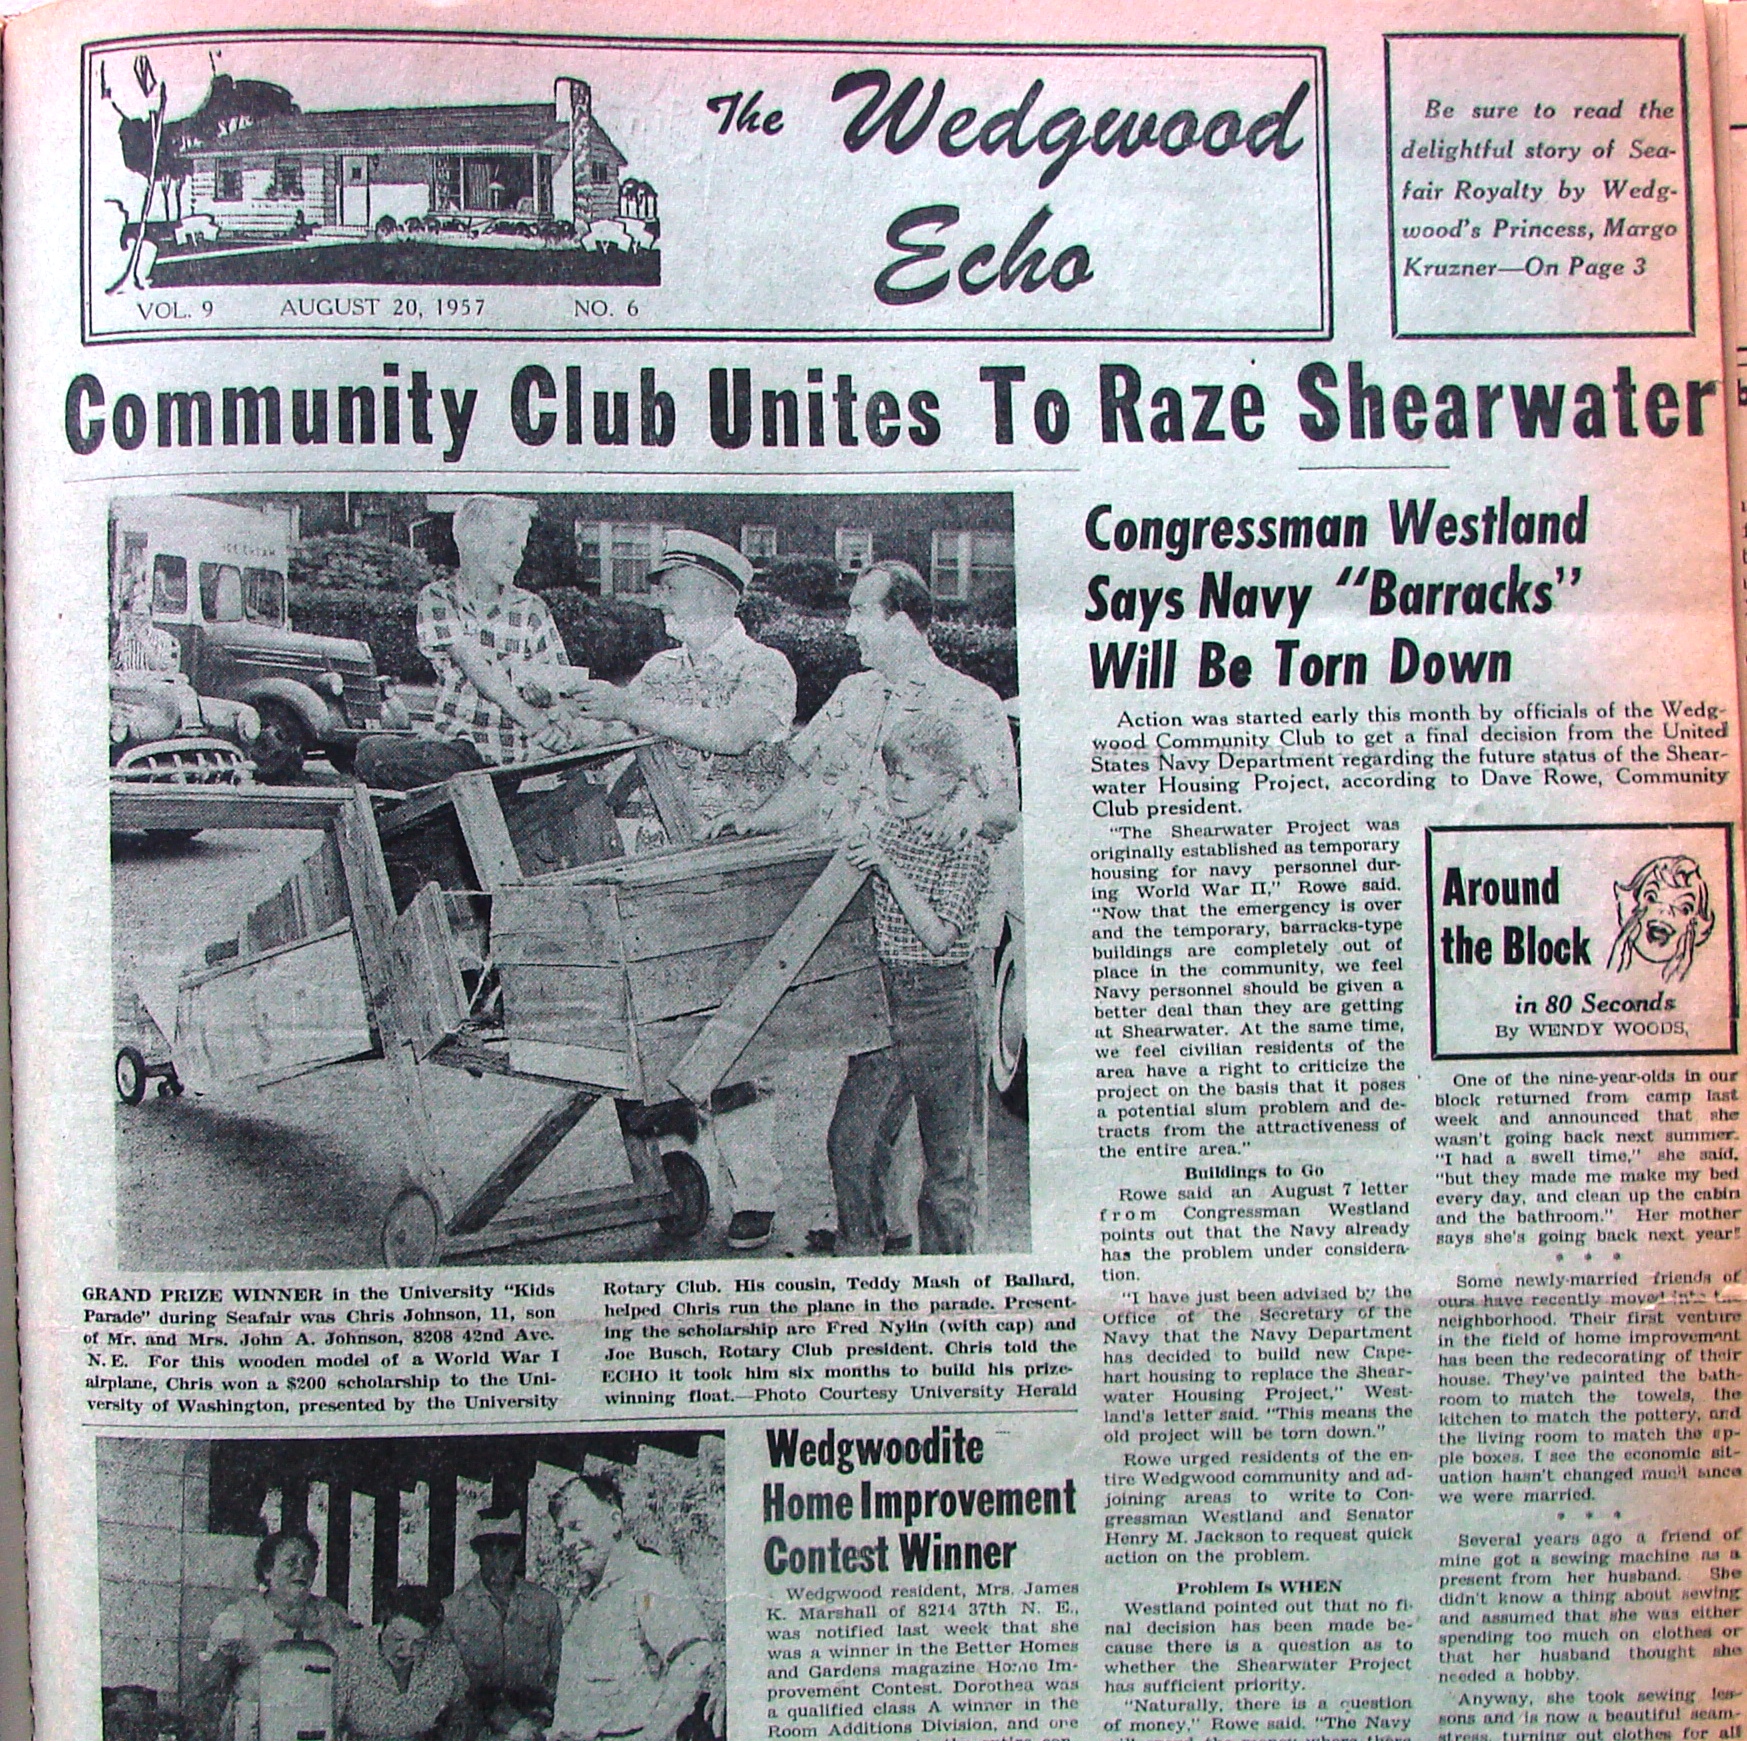 The Wedgwood
Echo
VOL. 9 AUGUST 20, 1957 NO. 6
Be sure to read the
delightful story of Sea-
fair Royalty by Wedg-
wood's Princess, Margo
Kruzner—On Page 3
Community Club Unites To Raze Shearwater
ICE CREAM
GRAND PRIZE WINNER in the University "Kids
Parade" during Seafair was Chris Johnson, 11, son
of Mr. and Mrs. John A. Johnson, 8208 42nd Ave.
N. E. For this wooden model of a World War I
airplane, Chris won a $200 scholarship to the Uni-
versity of Washington, presented by the University
Rotary Club. His cousin, Teddy Mash of Ballard,
helped Chris run the plane in the parade. Present-
ing the scholarship are Fred Nylin (with cap) and
Joe Busch, Rotary Club president. Chris told the
ECHO it took him six months to build his prize-
winning float.—Photo Courtesy University Herald
Wedgwoodite
Home Improvement
Contest Winner
Wedgwood resident, Mrs. James
K. Marshall of 8214 37th N. E.,
was notified last week that she
was a winner in the Better Homes
and Gardens magazine Home Im-
provement Contest. Dorothea was
a qualified class A winner in the
Room Additions Division, and one
Congressman Westland
Says Navy "Barracks"
Will Be Torn Down
Action was started early this month by officials of the Wedg-
wood Community Club to get a final decision from the United
States Navy Department regarding the future status of the Shear-
water Housing Project, according to Dave Rowe, Community
Club president.
"The Shearwater Project was
originally established as temporary
housing for navy personnel dur-
ing World War II," Rowe said.
"Now that the emergency is over
and the temporary, barracks-type
buildings are completely out of
place in the community, we feel
Navy personnel should be given a
better deal than they are getting
at Shearwater. At the same time,
we feel civilian residents of the
area have a right to criticize the
project on the basis that it poses
a potential slum problem and de-
tracts from the attractiveness of
the entire area."
Buildings to Go
Rowe said an August 7 letter
from Congressman Westland
points out that the Navy already
has the problem under considera-
tion.
"I have just been advised by the
Office of the Secretary of the
Navy that the Navy Department
has decided to build new Cape-
hart housing to replace the Shear-
water Housing Project," West-
land's letter said. "This means the
old project will be torn down."
Rowe urged residents of the en-
tire Wedgwood community and ad-
joining areas to write to Con-
gressman Westland and Senator
Henry M. Jackson to request quick
action on the problem.
Problem Is WHEN
Westland pointed out that no fi-
nal decision has been made be-
cause there is a question as to
whether the Shearwater Project
has sufficient priority.
"Naturally, there is a question
of money," Rowe said. "The Navy
Around
the Block
in 80 Seconds
By WENDY WOODS,
One of the nine-year-olds in our
block returned from camp last
week and announced that she
wasn't going back next summer.
"I had a swell time," she said,
"but they made me make my bed
every day, and clean up the cabin
and the bathroom." Her mother
says she's going back next year!
* * *
Some newly-married friends of
ours have recently moved into the
neighborhood. Their first venture
in the field of home improvement
has been the redecorating of their
house. They've painted the bath-
room to match the towels, the
kitchen to match the pottery, and
the living room to match the ap-
ple boxes. I see the economic sit-
uation hasn't changed much since
we were married.
* * *
Several years ago a friend of
mine got a sewing machine as a
present from her husband. She
didn't know a thing about sewing
and assumed that she was either
spending too much on clothes or
that her husband thought she
needed a hobby.
Anyway, she took sewing les-
sons and is now a beautiful seam-
stress, turning out clothes for all